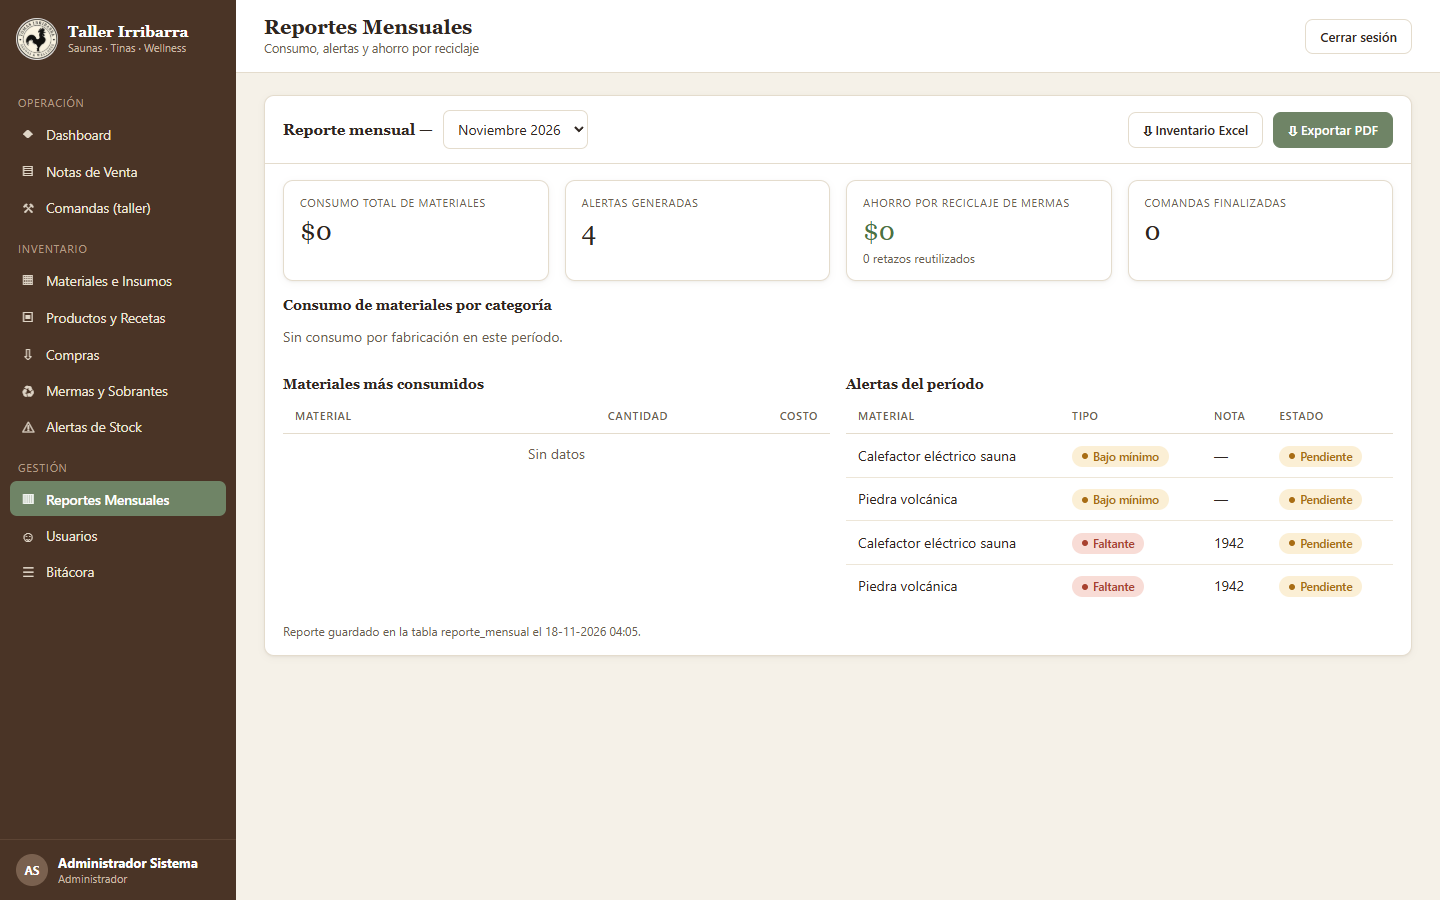 Taller Irribarra
Saunas · Tinas · Wellness
OPERACIÓN
Dashboard
Notas de Venta
Comandas (taller)
INVENTARIO
Materiales e Insumos
Productos y Recetas
Compras
Mermas y Sobrantes
Alertas de Stock
GESTIÓN
Reportes Mensuales
Usuarios
Bitácora
AS
Administrador Sistema
Administrador
Reportes Mensuales
Consumo, alertas y ahorro por reciclaje
Cerrar sesión
Reporte mensual — Noviembre 2026
⇩ Inventario Excel
⇩ Exportar PDF
CONSUMO TOTAL DE MATERIALES
$0
ALERTAS GENERADAS
4
AHORRO POR RECICLAJE DE MERMAS
$0
0 retazos reutilizados
COMANDAS FINALIZADAS
0
Consumo de materiales por categoría
Sin consumo por fabricación en este período.
Materiales más consumidos
MATERIAL CANTIDAD COSTO
Sin datos
Alertas del período
MATERIAL TIPO NOTA ESTADO
Calefactor eléctrico sauna Bajo mínimo — Pendiente
Piedra volcánica Bajo mínimo — Pendiente
Calefactor eléctrico sauna Faltante 1942 Pendiente
Piedra volcánica Faltante 1942 Pendiente
Reporte guardado en la tabla reporte_mensual el 18-11-2026 04:05.